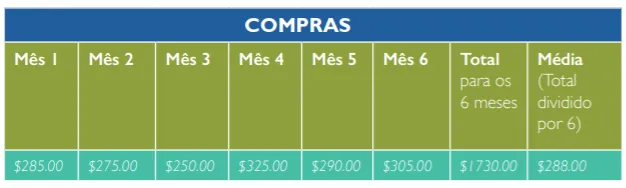 COMPRAS
Mês 1 Mês 2 Mês 3 Mês 4 Mês 5 Mês 6 Total para os 6 meses Média (Total dividido por 6)
$285.00 $275.00 $250.00 $325.00 $290.00 $305.00 $1730.00 $288.00